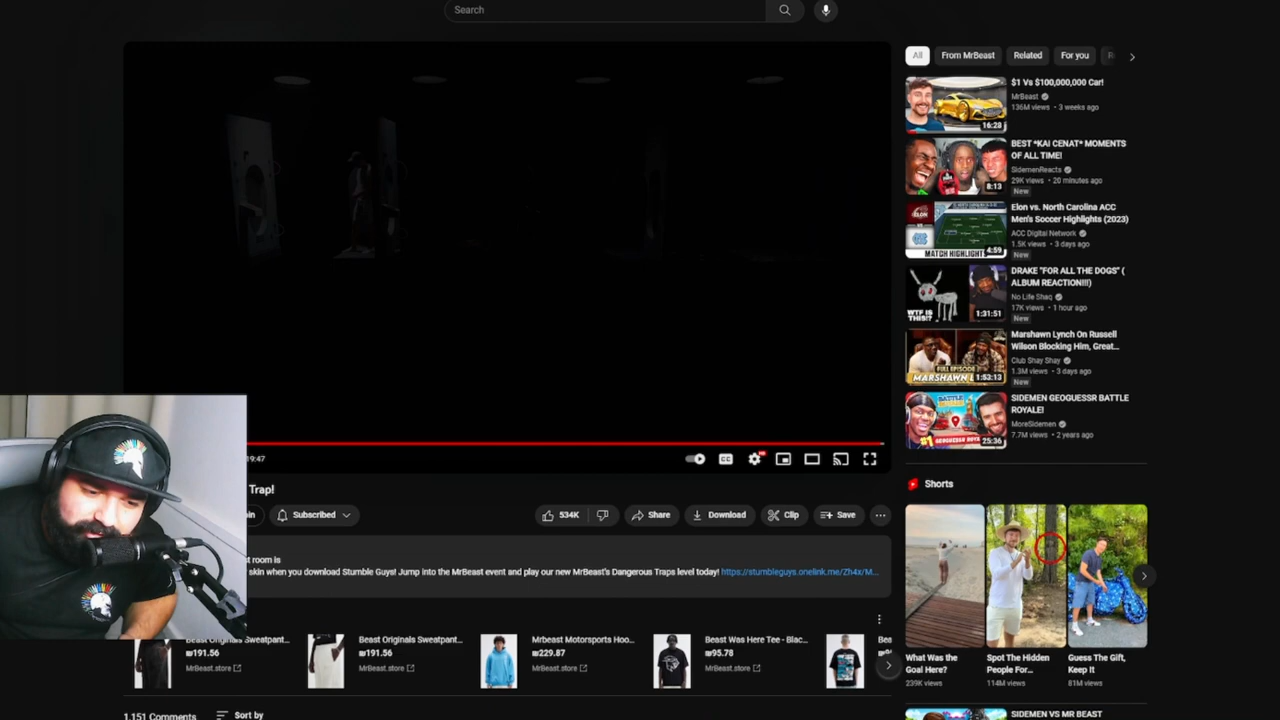 Search
All
From MrBeast
Related
For you
$1 Vs $100,000,000 Car!
MrBeast
136M views • 3 weeks ago
16:28
BEST *KAI CENAT* MOMENTS
OF ALL TIME!
SidemenReacts
29K views • 20 minutes ago
New
8:13
Elon vs. North Carolina ACC
Men's Soccer Highlights (2023)
ACC Digital Network
1.5K views • 3 days ago
New
ELON
MATCH HIGHLIGHTS
4:59
DRAKE "FOR ALL THE DOGS" (
ALBUM REACTION!!!)
No Life Shaq
17K views • 1 hour ago
New
WTF IS
THIS!?
1:31:51
Marshawn Lynch On Russell
Wilson Blocking Him, Great...
Club Shay Shay
1.3M views • 3 days ago
New
FULL EPISODE
MARSHAWN
1:53:13
SIDEMEN GEOGUESSR BATTLE
ROYALE!
MoreSidemen
7.7M views • 2 years ago
BATTLE
#1 GEOGUESSR ROYA
25:36
19:47
CC
Trap!
in
Subscribed
534K
Share
Download
Clip
Save
t room is
skin when you download Stumble Guys! Jump into the MrBeast event and play our new MrBeast's Dangerous Traps level today! https://stumbleguys.onelink.me/Zh4x/M...
Beast Originals Sweatpant...
₪191.56
MrBeast.store
Beast Originals Sweatpant...
₪191.56
MrBeast.store
Mrbeast Motorsports Hoo...
₪229.87
MrBeast.store
Beast Was Here Tee - Blac...
₪95.78
MrBeast.store
Bea
1,151 Comments
Sort by
Shorts
What Was the
Goal Here?
239K views
Spot The Hidden
People For...
114M views
Guess The Gift,
Keep It
81M views
SIDEMEN VS MR BEAST